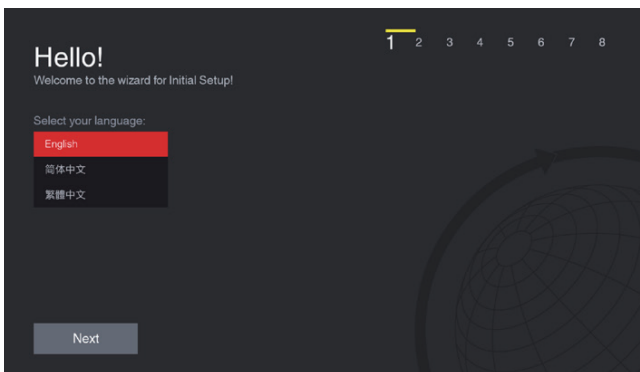 1 2 3 4 5 6 7 8
Hello!
Welcome to the wizard for Initial Setup!
Select your language:
English
简体中文
繁體中文
Next